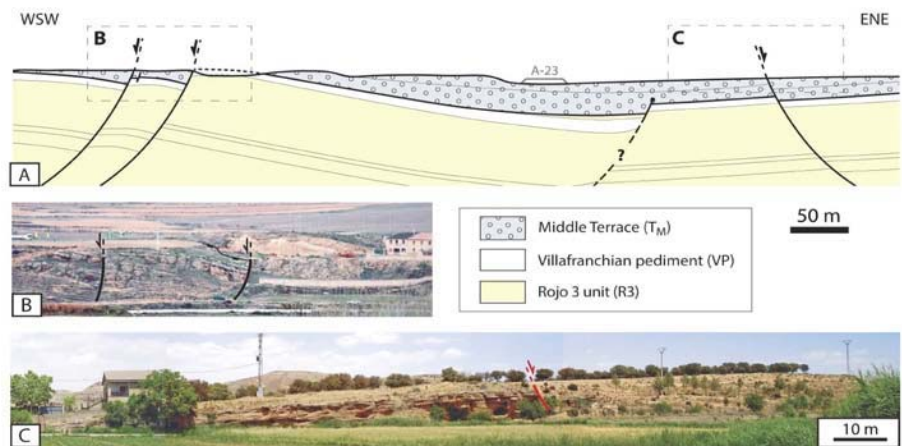 WSW
ENE
B
C
A-23
?
A
50 m
Middle Terrace (TM)
Villafranchian pediment (VP)
Rojo 3 unit (R3)
B
C
10 m